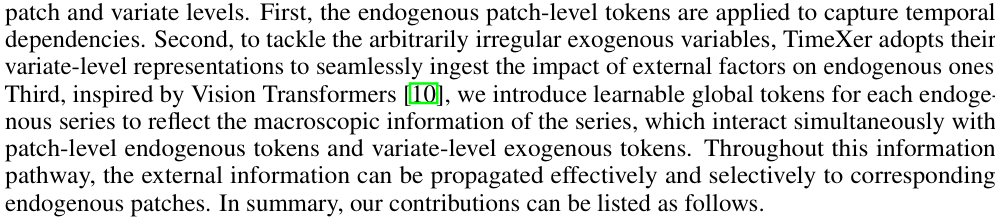 patch and variate levels. First, the endogenous patch-level tokens are applied to capture temporal
dependencies. Second, to tackle the arbitrarily irregular exogenous variables, TimeXer adopts their
variate-level representations to seamlessly ingest the impact of external factors on endogenous ones
Third, inspired by Vision Transformers [10], we introduce learnable global tokens for each endoge-
nous series to reflect the macroscopic information of the series, which interact simultaneously with
patch-level endogenous tokens and variate-level exogenous tokens. Throughout this information
pathway, the external information can be propagated effectively and selectively to corresponding
endogenous patches. In summary, our contributions can be listed as follows.